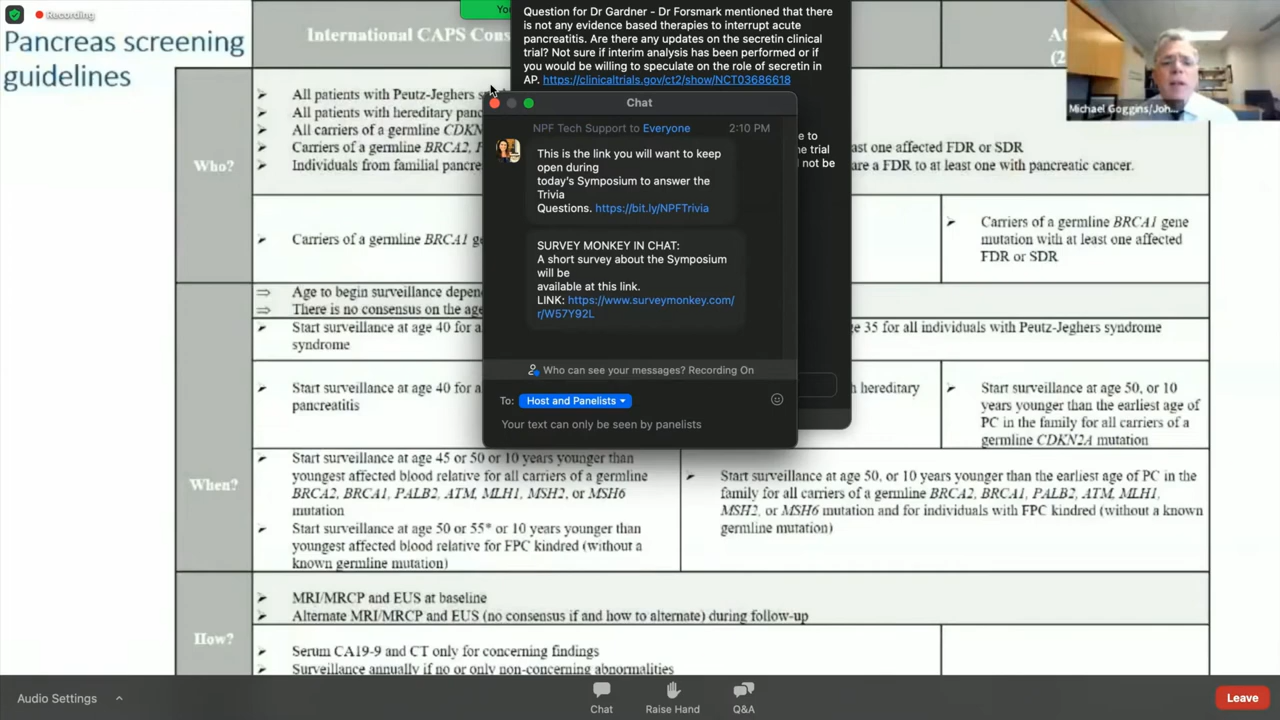 Recording
Pancreas screening
guidelines
International CAPS Cons
You
Question for Dr Gardner - Dr Forsmark mentioned that there
is not any evidence based therapies to interrupt acute
pancreatitis. Are there any updates on the secretin clinical
trial? Not sure if interim analysis has been performed or if
you would be willing to speculate on the role of secretin in
AP. https://clinicaltrials.gov/ct2/show/NCT03686618
Michael Goggins/Joh...
Chat
NPF Tech Support to Everyone 2:10 PM
This is the link you will want to keep
open during
today's Symposium to answer the
Trivia
Questions. https://bit.ly/NPFTrivia
SURVEY MONKEY IN CHAT:
A short survey about the Symposium
will be
available at this link.
LINK: https://www.surveymonkey.com/
r/W57Y92L
Who can see your messages? Recording On
To: Host and Panelists
Your text can only be seen by panelists
e to
e trial
not be
Who?
All patients with Peutz-Jeghers s
All patients with hereditary panc
All carriers of a germline CDKN
Carriers of a germline BRCA2, P
Individuals from familial pancre
ast one affected FDR or SDR
are a FDR to at least one with pancreatic cancer.
Carriers of a germline BRCA1 g
Carriers of a germline BRCA1 gene
mutation with at least one affected
FDR or SDR
When?
Age to begin surveillance depen
There is no consensus on the age
Start surveillance at age 40 for a
syndrome
e 35 for all individuals with Peutz-Jeghers syndrome
Start surveillance at age 40 for a
pancreatitis
h hereditary
Start surveillance at age 50, or 10
years younger than the earliest age of
PC in the family for all carriers of a
germline CDKN2A mutation
Start surveillance at age 45 or 50 or 10 years younger than
youngest affected blood relative for all carriers of a germline
BRCA2, BRCA1, PALB2, ATM, MLH1, MSH2, or MSH6
mutation
Start surveillance at age 50 or 55* or 10 years younger than
youngest affected blood relative for FPC kindred (without a
known germline mutation)
Start surveillance at age 50, or 10 years younger than the earliest age of PC in the
family for all carriers of a germline BRCA2, BRCA1, PALB2, ATM, MLH1,
MSH2, or MSH6 mutation and for individuals with FPC kindred (without a known
germline mutation)
How?
MRI/MRCP and EUS at baseline
Alternate MRI/MRCP and EUS (no consensus if and how to alternate) during follow-up
Serum CA19-9 and CT only for concerning findings
Surveillance annually if no or only non-concerning abnormalities
Audio Settings
Chat
Raise Hand
Q&A
Leave